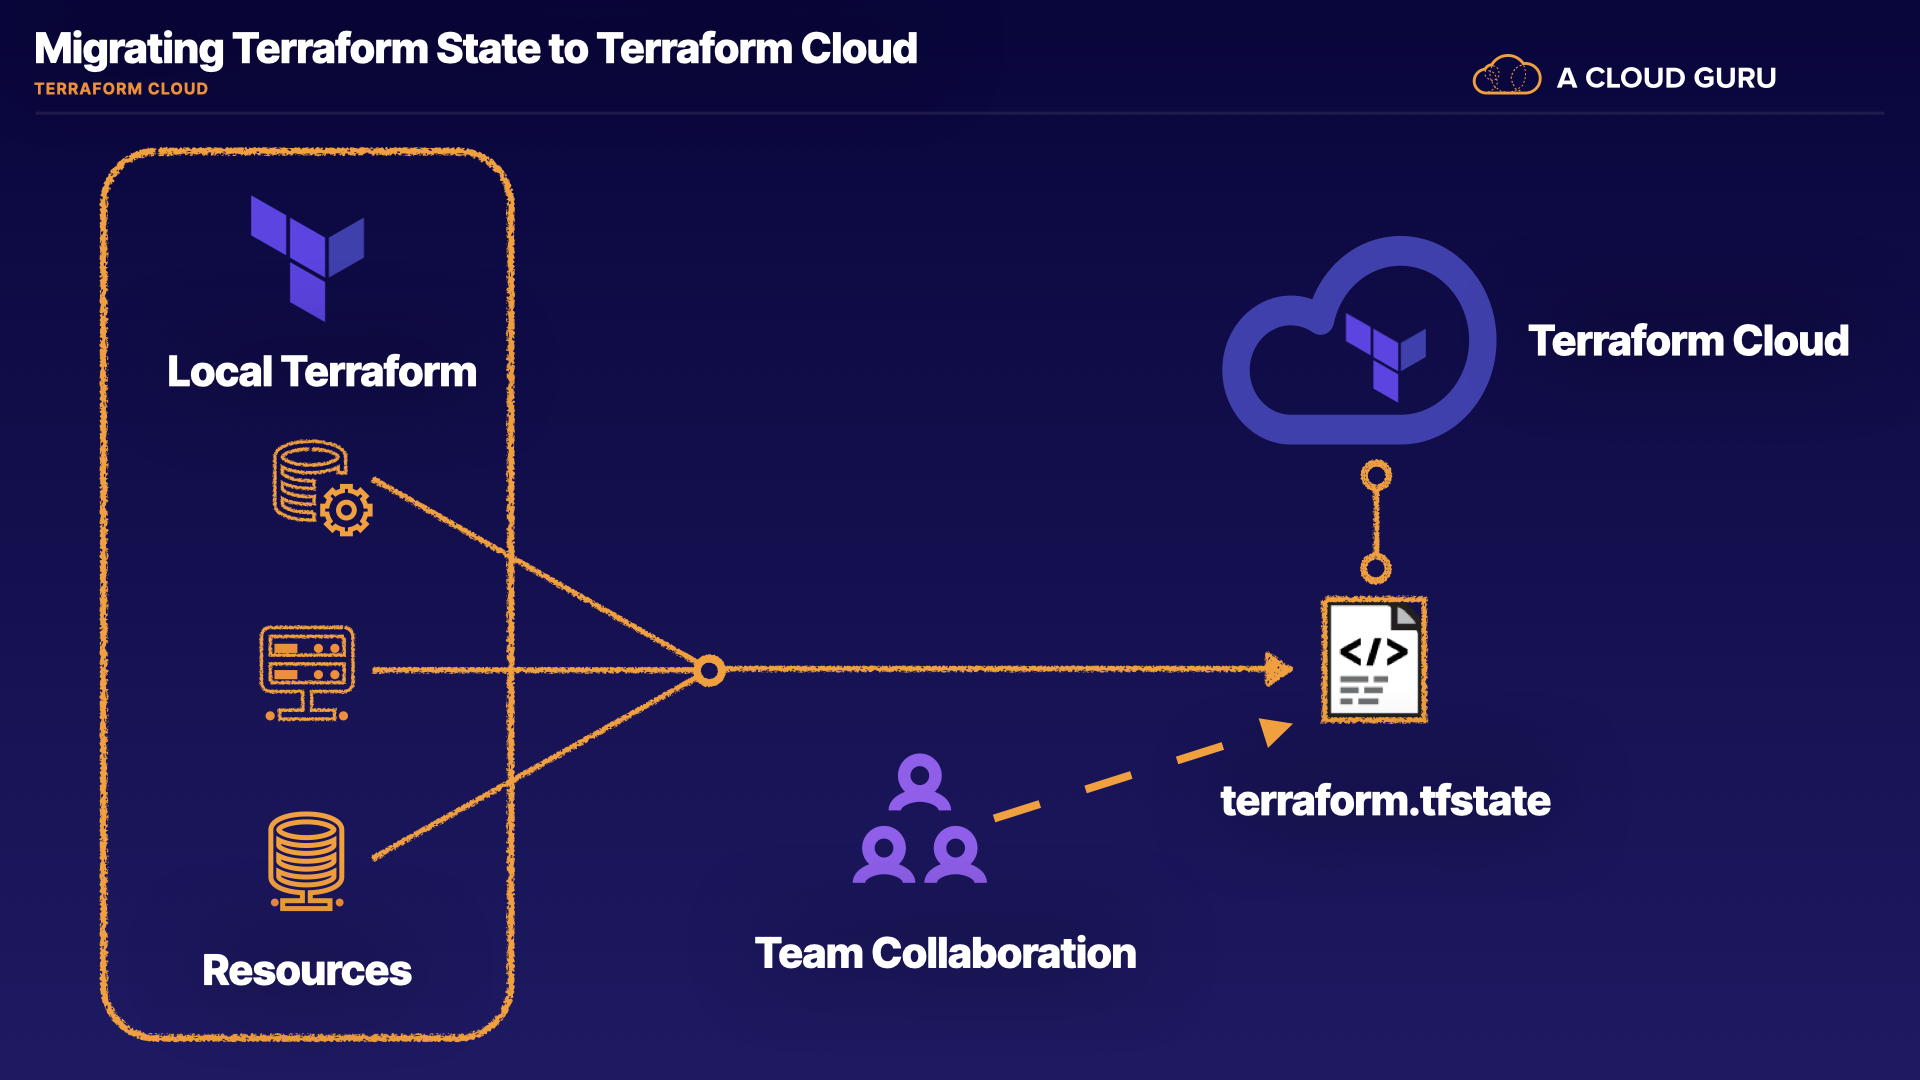 Migrating Terraform State to Terraform Cloud
TERRAFORM CLOUD
A CLOUD GURU
Local Terraform
Terraform Cloud
</>
terraform.tfstate
Team Collaboration
Resources